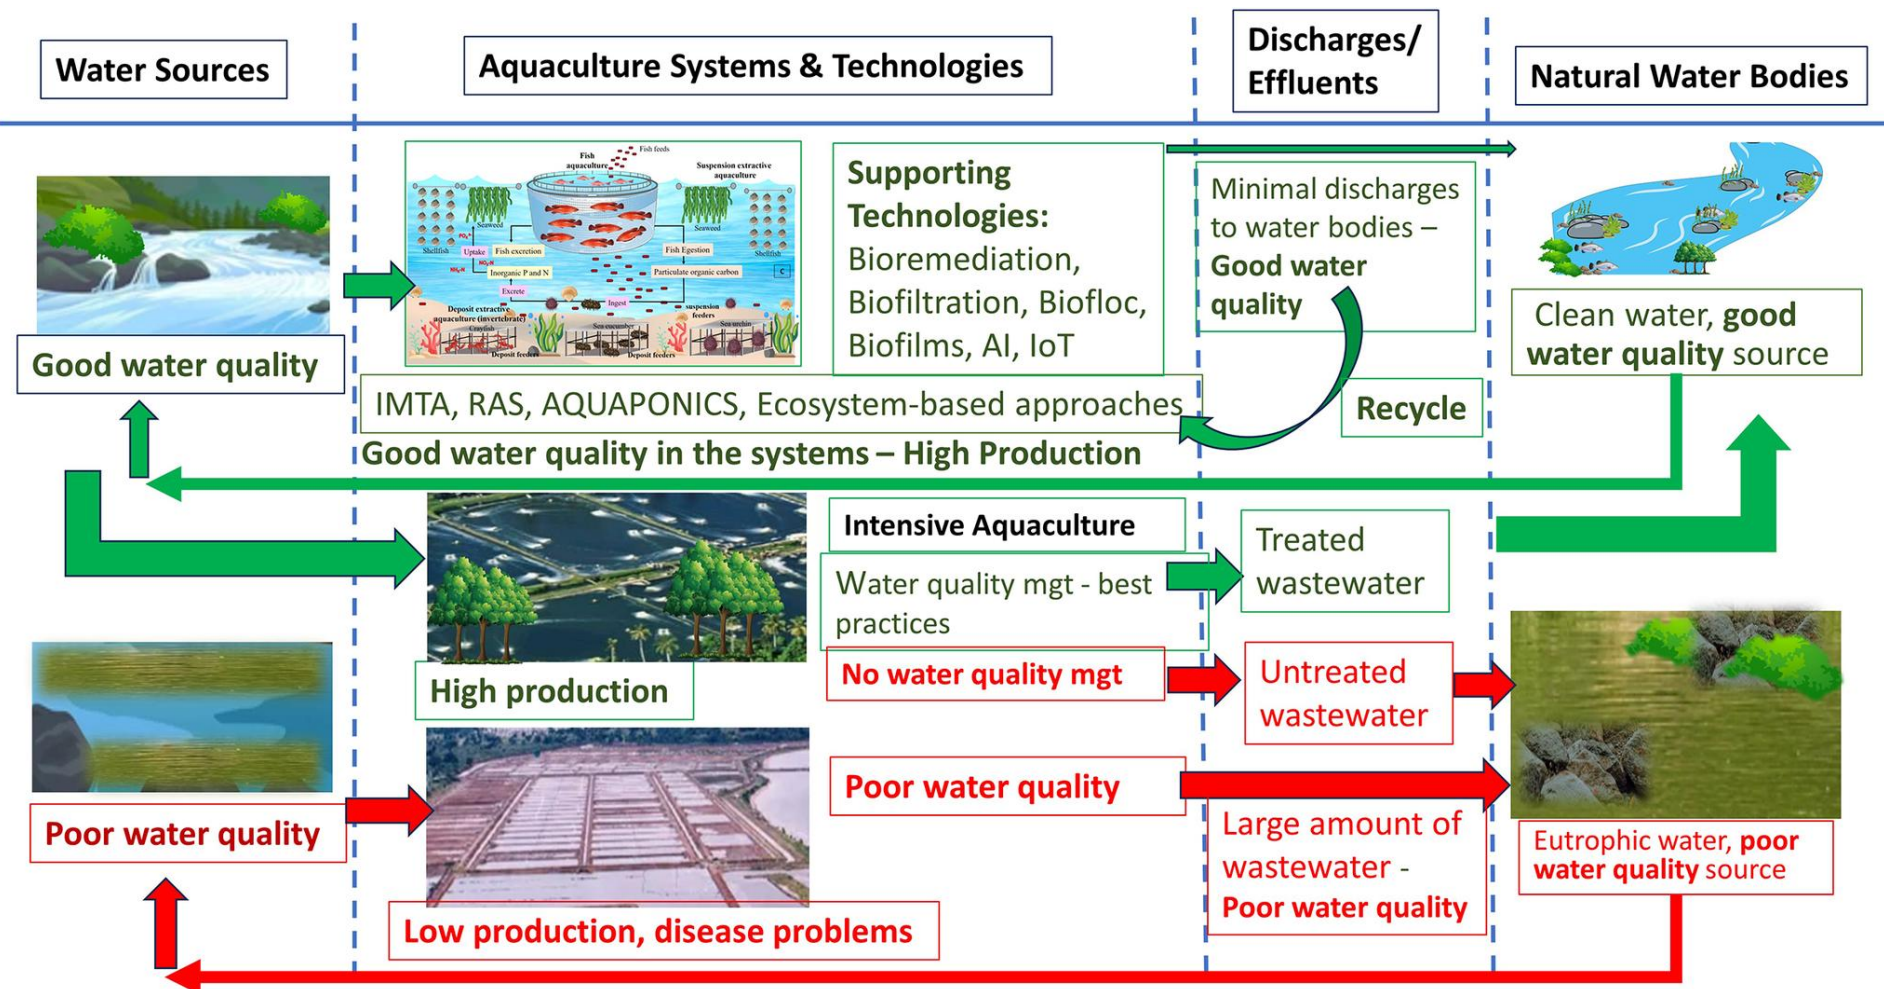 Water Sources
Aquaculture Systems & Technologies
Discharges/
Effluents
Natural Water Bodies
Good water quality
Fish
aquaculture
Fish feeds
Suspension extractive
aquaculture
Seaweed
Seaweed
Shellfish
Shellfish
PO₄³⁻
Uptake
Fish excretion
Fish Egestion
NH₄-N
NO₃-N
Inorganic P and N
Particulate organic carbon
C
Excrete
Ingest
Deposit extractive
aquaculture (invertebrate)
suspension
feeders
Crayfish
Sea cucumber
Sea urchin
Deposit feeders
Deposit feeders
Supporting
Technologies:
Bioremediation,
Biofiltration, Biofloc,
Biofilms, AI, IoT
IMTA, RAS, AQUAPONICS, Ecosystem-based approaches
Good water quality in the systems – High Production
Minimal discharges
to water bodies –
Good water
quality
Recycle
Clean water, good
water quality source
Intensive Aquaculture
Water quality mgt - best
practices
Treated
wastewater
High production
No water quality mgt
Untreated
wastewater
Poor water quality
Poor water quality
Large amount of
wastewater -
Poor water quality
Eutrophic water, poor
water quality source
Low production, disease problems